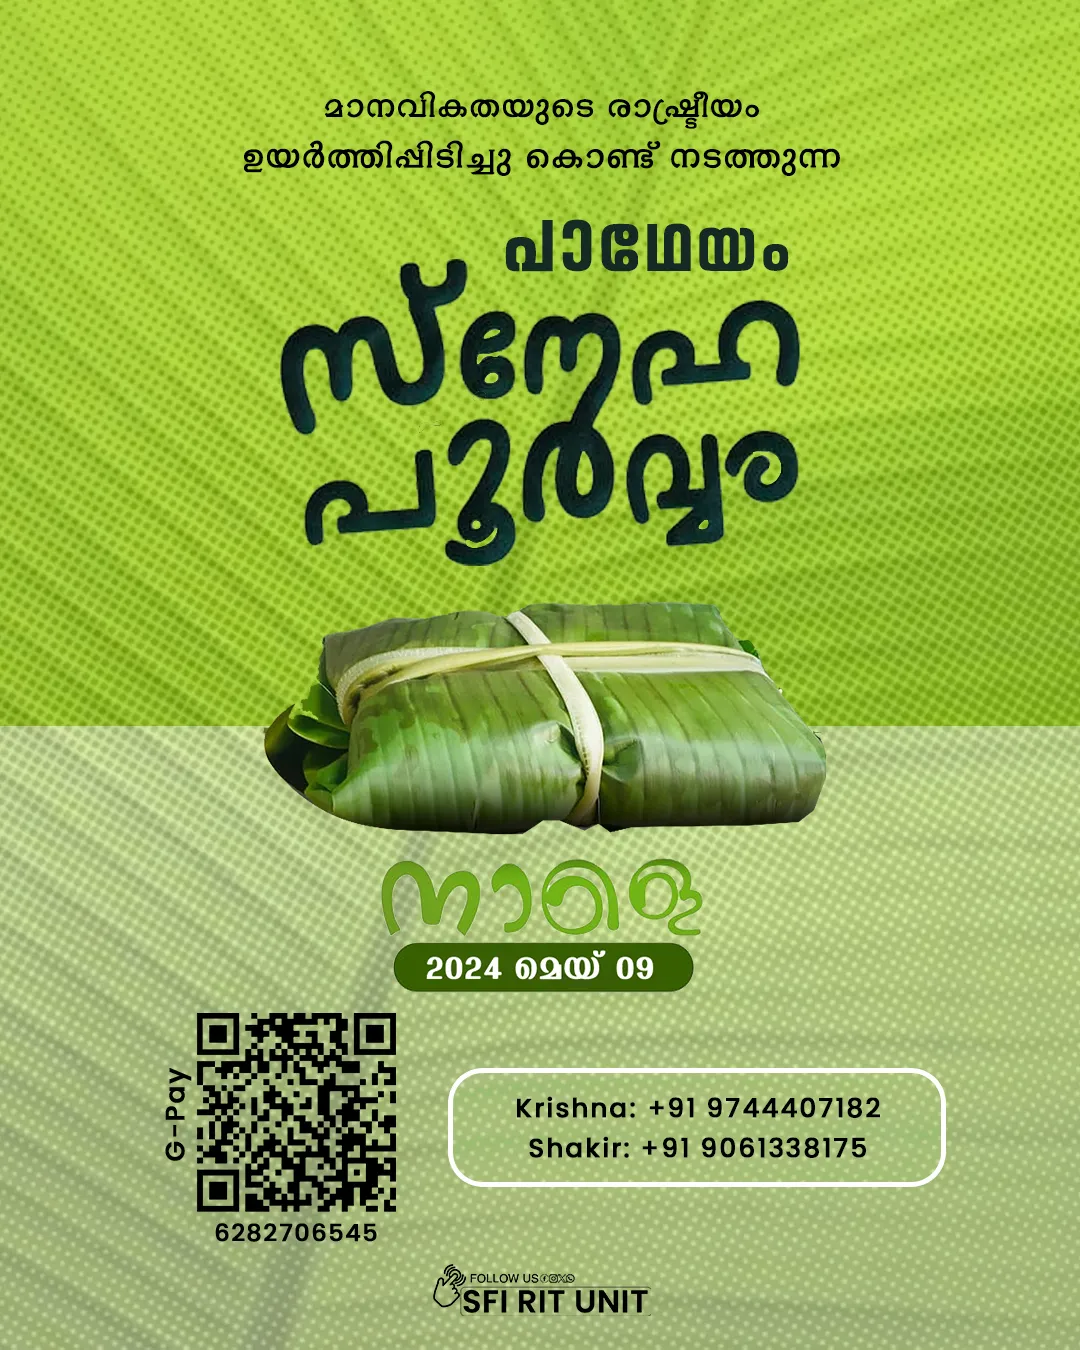 മാനവികതയുടെ രാഷ്ട്രീയം
ഉയർത്തിപ്പിടിച്ചു കൊണ്ട് നടത്തുന്ന
പാഥേയം
സ്നേഹ
പൂർവ്വം
നാളെ
2024 മെയ് 09
G-Pay
6282706545
Krishna: +91 9744407182
Shakir: +91 9061338175
FOLLOW US
SFI RIT UNIT